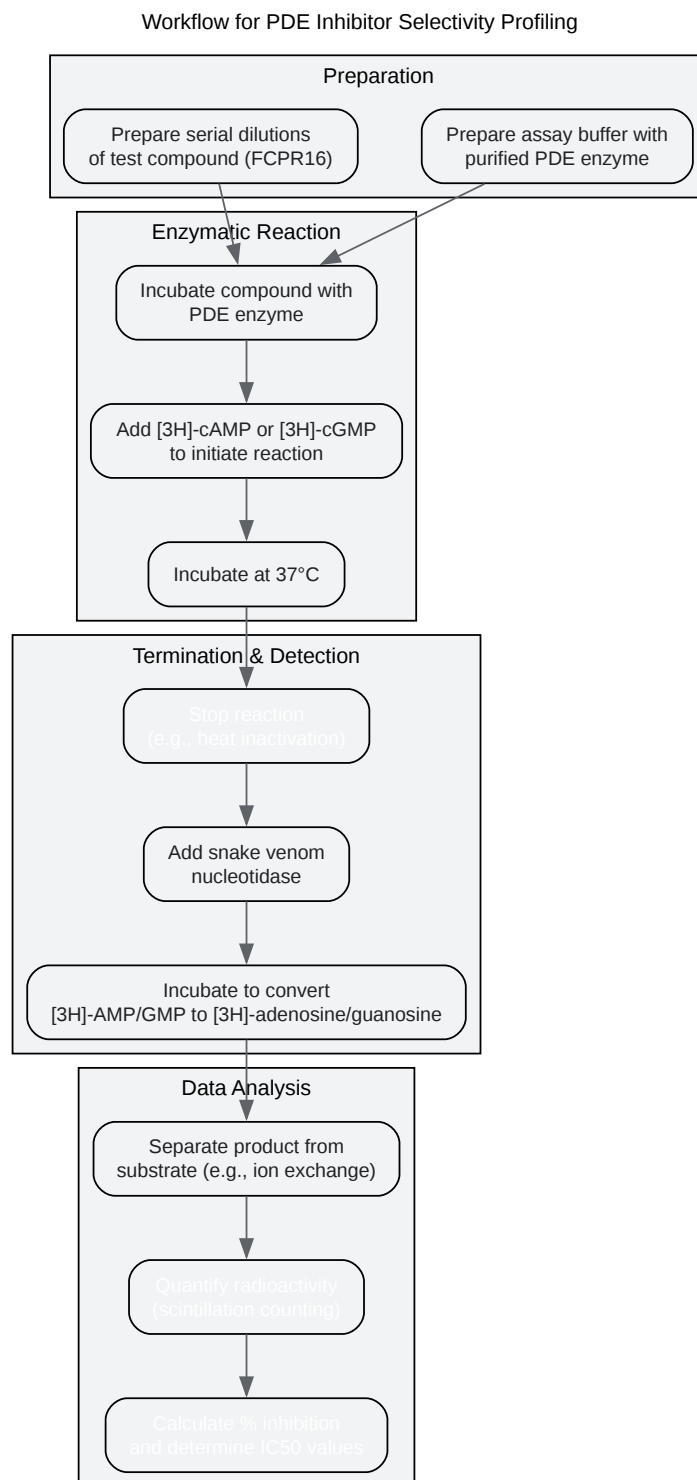 Workflow for PDE Inhibitor Selectivity Profiling
Preparation
Prepare serial dilutions
of test compound (FCPR16)
Prepare assay buffer with
purified PDE enzyme
Enzymatic Reaction
Incubate compound with
PDE enzyme
Add [3H]-cAMP or [3H]-cGMP
to initiate reaction
Incubate at 37°C
Termination & Detection
Stop reaction
(e.g., heat inactivation)
Add snake venom
nucleotidase
Incubate to convert
[3H]-AMP/GMP to [3H]-adenosine/guanosine
Data Analysis
Separate product from
substrate (e.g., ion exchange)
Quantify radioactivity
(scintillation counting)
Calculate % inhibition
and determine IC50 values